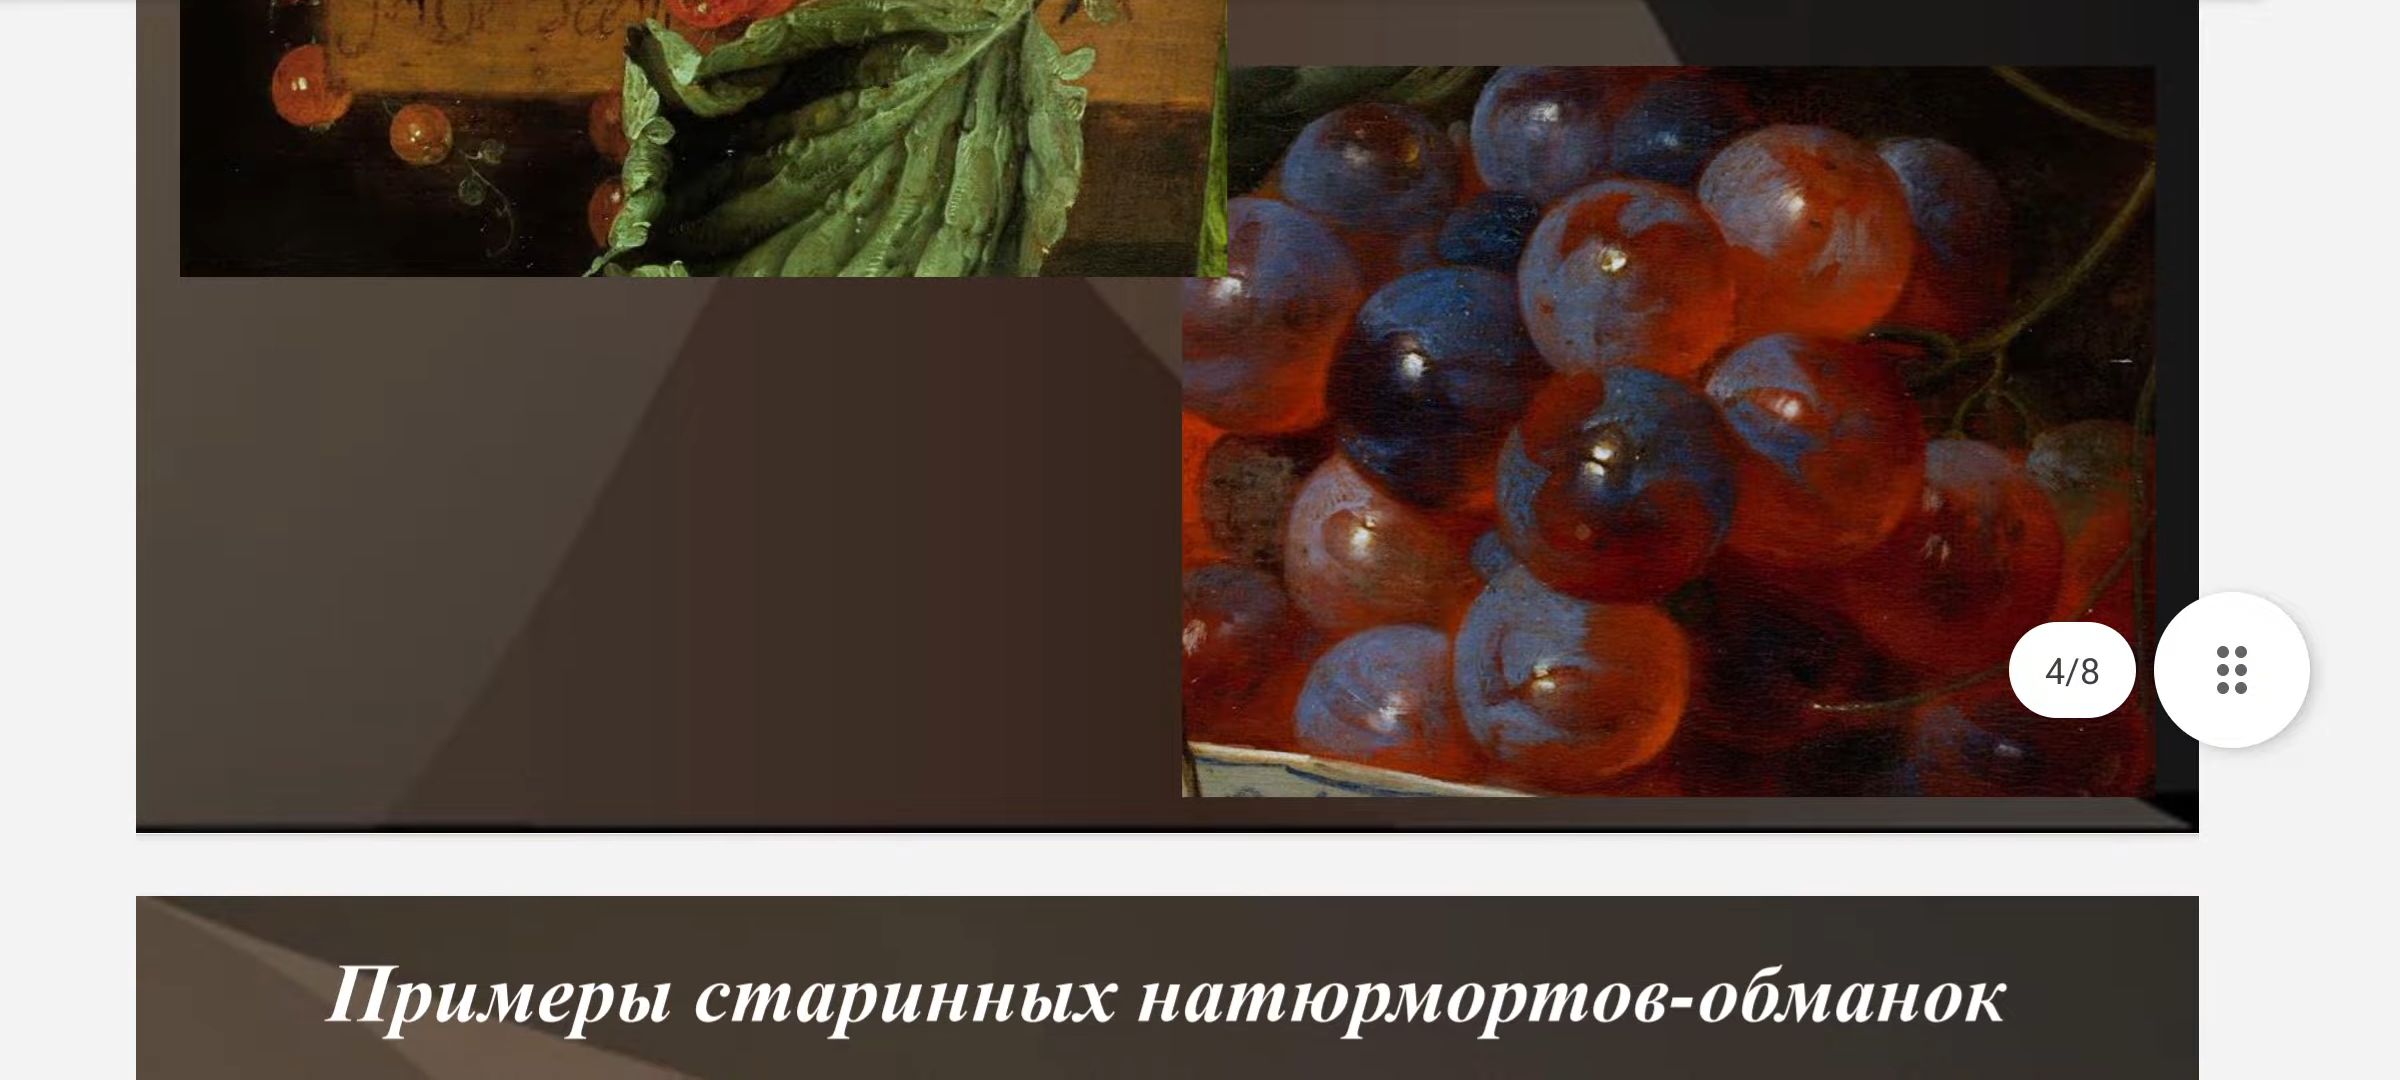 4/8
Примеры старинных натюрмортов-обманок